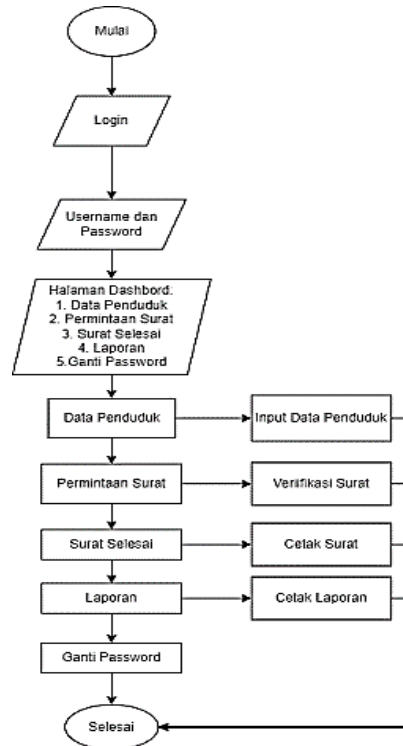 Mulai
Login
Username dan
Password
Halaman Dashbord:
1. Data Penduduk
2. Permintaan Surat
3. Surat Selesai
4. Laporan
5.Ganti Password
Data Penduduk
Input Data Penduduk
Permintaan Surat
Verifikasi Surat
Surat Selesai
Cetak Surat
Laporan
Cetak Laporan
Ganti Password
Selesai